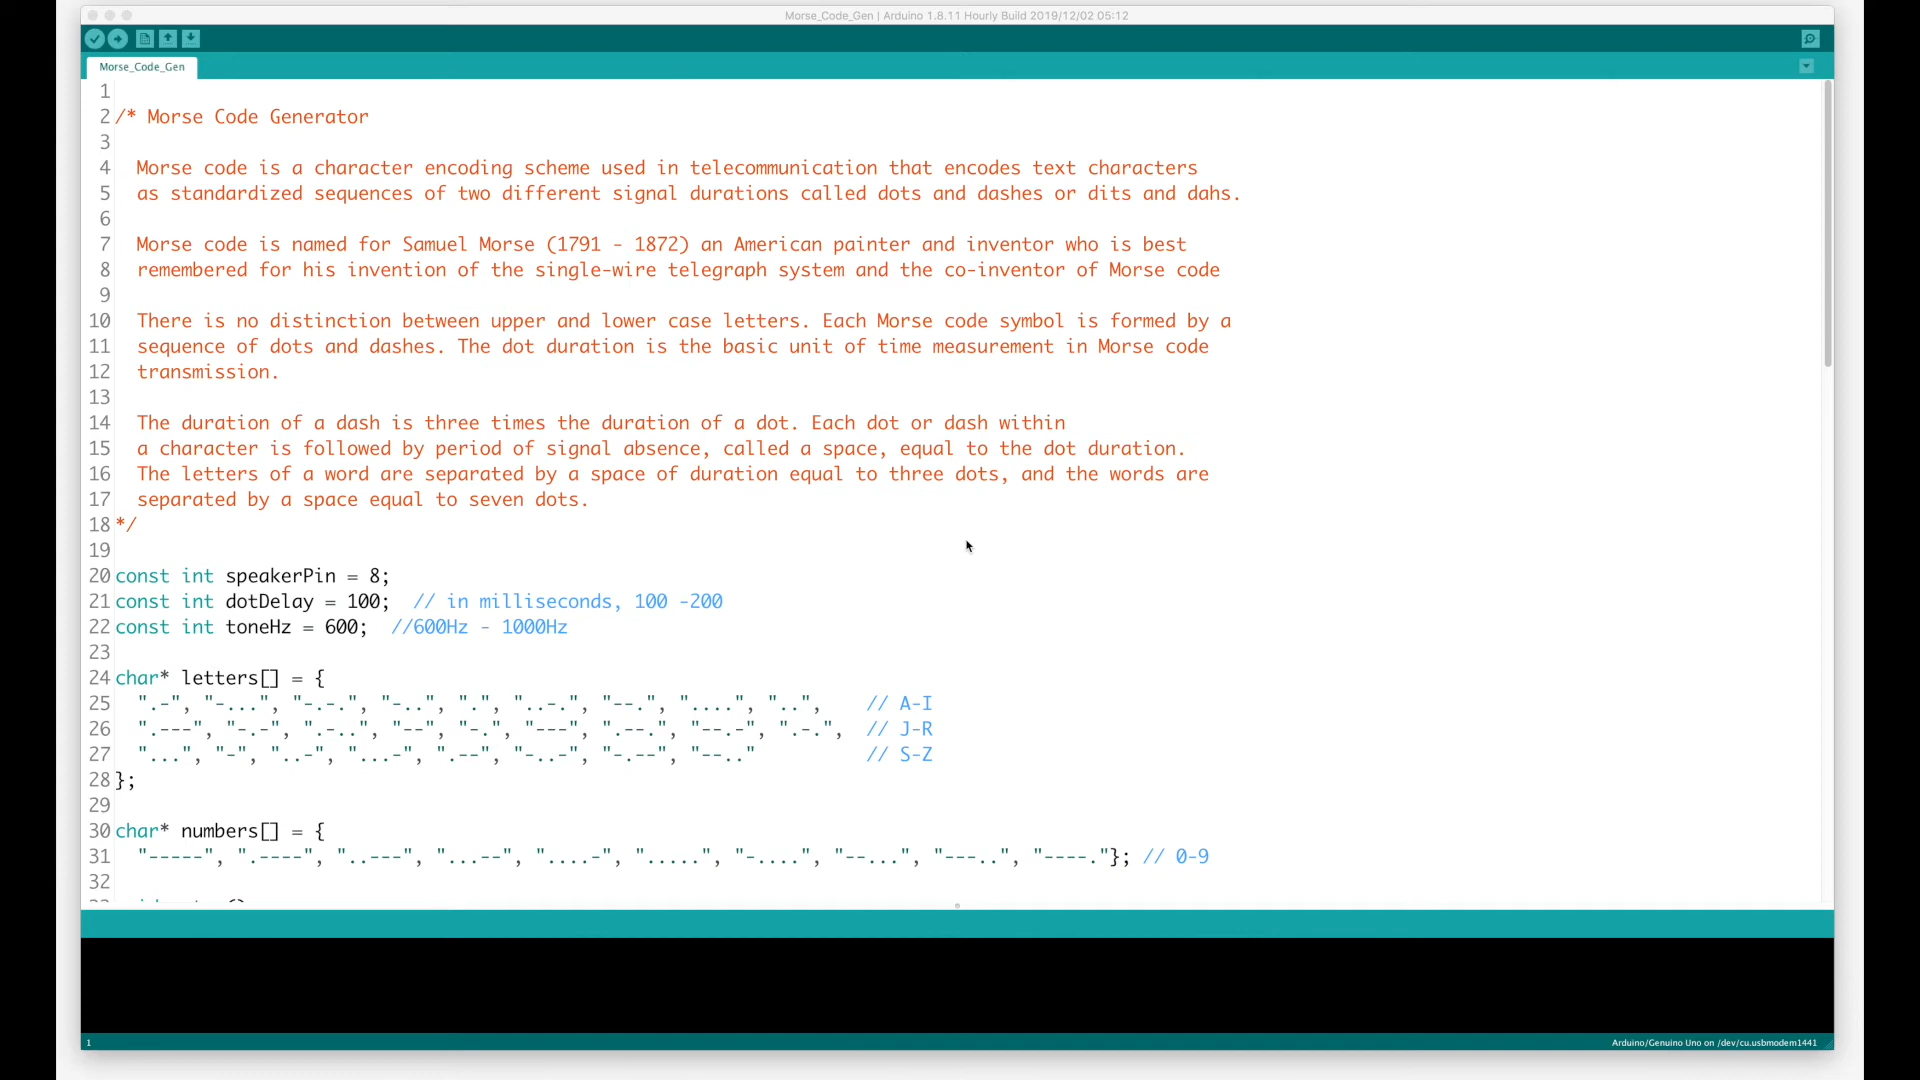 Morse_Code_Gen | Arduino 1.8.11 Hourly Build 2019/12/02 05:12
Morse_Code_Gen
1
2 /* Morse Code Generator
3
4 Morse code is a character encoding scheme used in telecommunication that encodes text characters
5 as standardized sequences of two different signal durations called dots and dashes or dits and dahs.
6
7 Morse code is named for Samuel Morse (1791 - 1872) an American painter and inventor who is best
8 remembered for his invention of the single-wire telegraph system and the co-inventor of Morse code
9
10 There is no distinction between upper and lower case letters. Each Morse code symbol is formed by a
11 sequence of dots and dashes. The dot duration is the basic unit of time measurement in Morse code
12 transmission.
13
14 The duration of a dash is three times the duration of a dot. Each dot or dash within
15 a character is followed by period of signal absence, called a space, equal to the dot duration.
16 The letters of a word are separated by a space of duration equal to three dots, and the words are
17 separated by a space equal to seven dots.
18 */
19
20 const int speakerPin = 8;
21 const int dotDelay = 100;  // in milliseconds, 100 -200
22 const int toneHz = 600;  //600Hz - 1000Hz
23
24 char* letters[] = {
25 ".-", "-...", "-.-.", "-..", ".", "..-.", "--.", "....", "..",    // A-I
26 ".---", "-.-", ".-..", "--", "-.", "---", ".--.", "--.-", ".-.",  // J-R
27 "...", "-", "..-", "...-", ".--", "-..-", "-.--", "--.."          // S-Z
28 };
29
30 char* numbers[] = {
31 "-----", ".----", "..---", "...--", "....-", ".....", "-....", "--...", "---..", "----."}; // 0-9
32
1
Arduino/Genuino Uno on /dev/cu.usbmodem1441